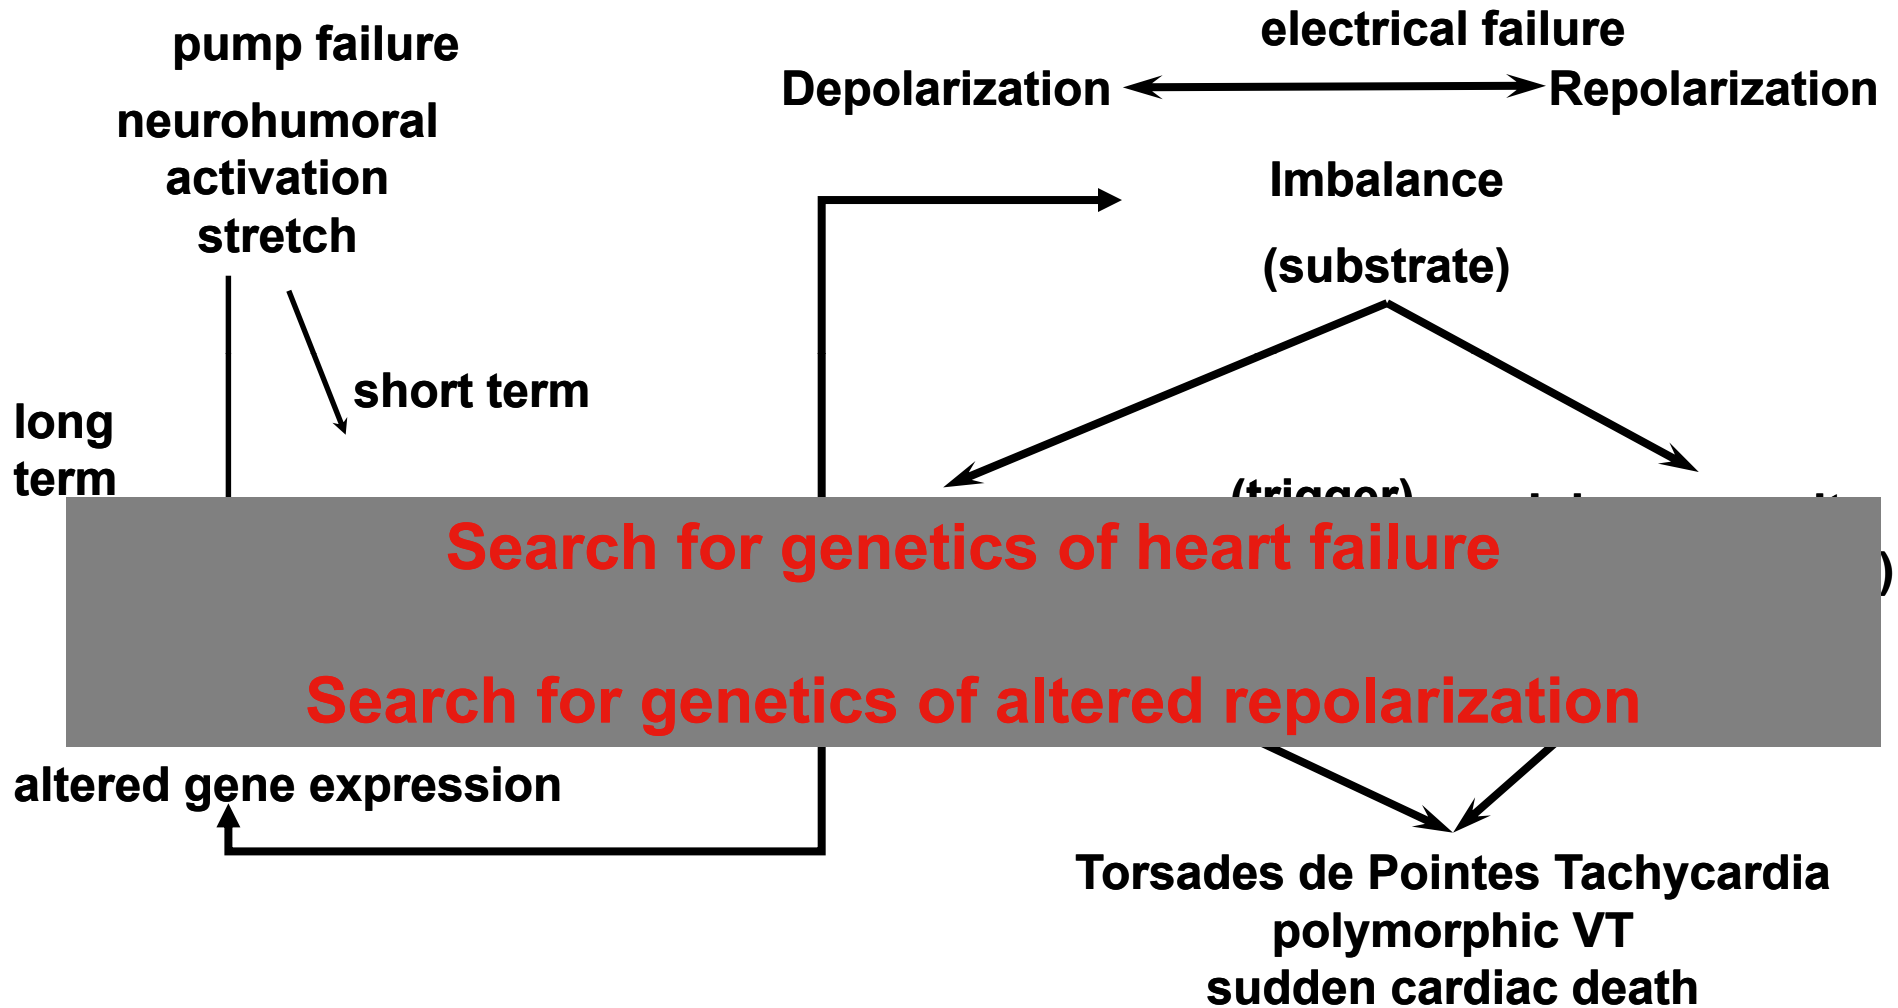 pump failure
neurohumoral
activation
stretch
short term
long
term
electrical failure
Depolarization
Repolarization
Imbalance
(substrate)
(trigger)
)
Search for genetics of heart failure
Search for genetics of altered repolarization
altered gene expression
Torsades de Pointes Tachycardia
polymorphic VT
sudden cardiac death